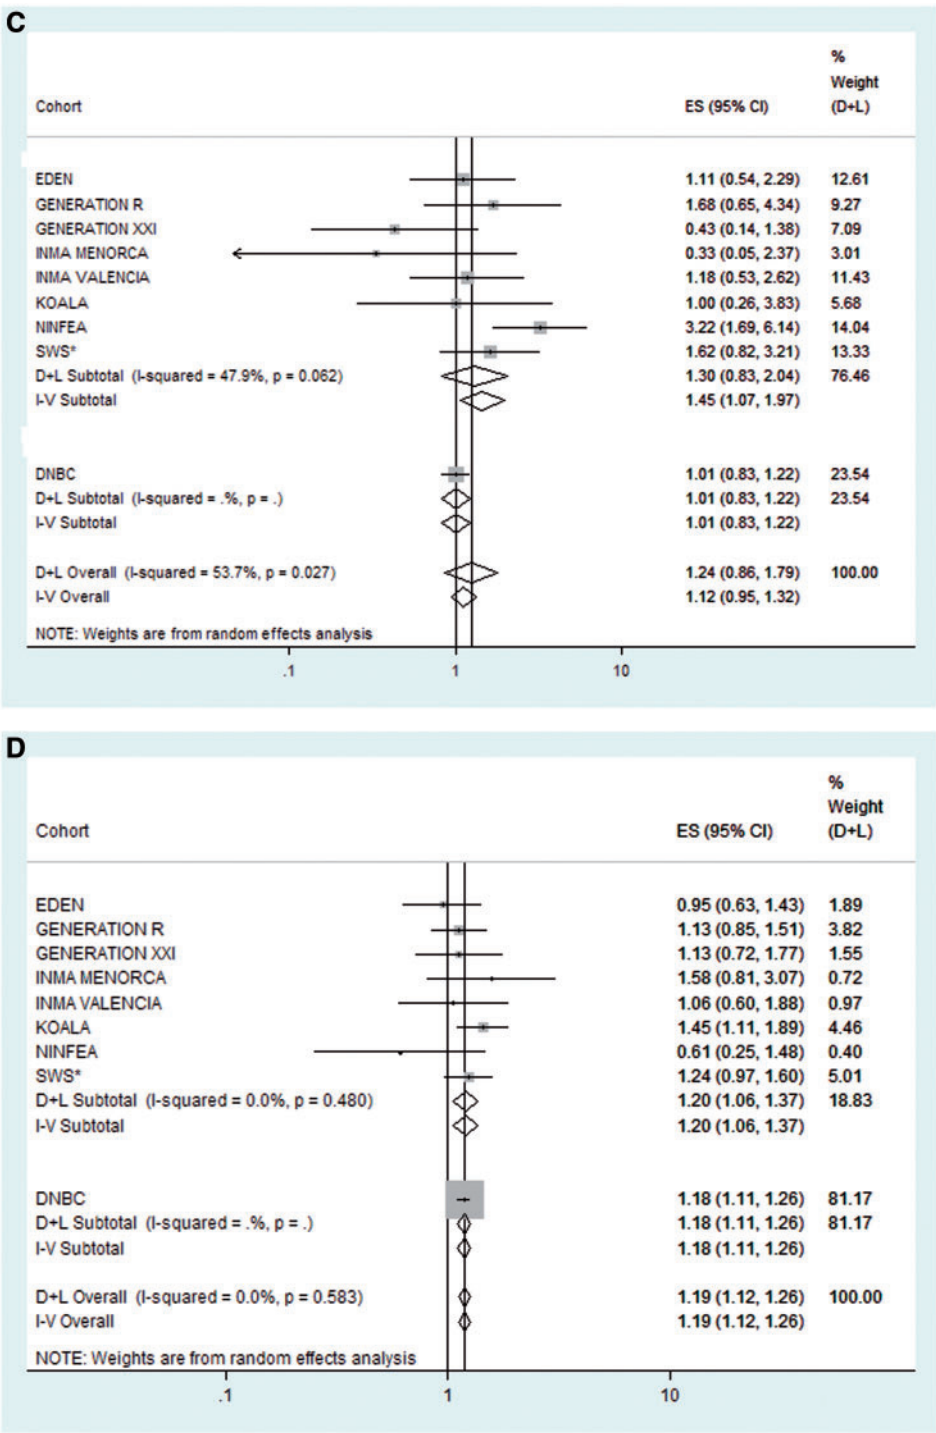 C
%
Weight
Cohort ES (95% CI) (D+L)
EDEN 1.11 (0.54, 2.29) 12.61
GENERATION R 1.68 (0.65, 4.34) 9.27
GENERATION XXI 0.43 (0.14, 1.38) 7.09
INMA MENORCA 0.33 (0.05, 2.37) 3.01
INMA VALENCIA 1.18 (0.53, 2.62) 11.43
KOALA 1.00 (0.26, 3.83) 5.68
NINFEA 3.22 (1.69, 6.14) 14.04
SWS* 1.62 (0.82, 3.21) 13.33
D+L Subtotal (I-squared = 47.9%, p = 0.062) 1.30 (0.83, 2.04) 76.46
I-V Subtotal 1.45 (1.07, 1.97)
DNBC 1.01 (0.83, 1.22) 23.54
D+L Subtotal (I-squared = .%, p = .) 1.01 (0.83, 1.22) 23.54
I-V Subtotal 1.01 (0.83, 1.22)
D+L Overall (I-squared = 53.7%, p = 0.027) 1.24 (0.86, 1.79) 100.00
I-V Overall 1.12 (0.95, 1.32)
NOTE: Weights are from random effects analysis
.1 1 10
D
%
Weight
Cohort ES (95% CI) (D+L)
EDEN 0.95 (0.63, 1.43) 1.89
GENERATION R 1.13 (0.85, 1.51) 3.82
GENERATION XXI 1.13 (0.72, 1.77) 1.55
INMA MENORCA 1.58 (0.81, 3.07) 0.72
INMA VALENCIA 1.06 (0.60, 1.88) 0.97
KOALA 1.45 (1.11, 1.89) 4.46
NINFEA 0.61 (0.25, 1.48) 0.40
SWS* 1.24 (0.97, 1.60) 5.01
D+L Subtotal (I-squared = 0.0%, p = 0.480) 1.20 (1.06, 1.37) 18.83
I-V Subtotal 1.20 (1.06, 1.37)
DNBC 1.18 (1.11, 1.26) 81.17
D+L Subtotal (I-squared = .%, p = .) 1.18 (1.11, 1.26) 81.17
I-V Subtotal 1.18 (1.11, 1.26)
D+L Overall (I-squared = 0.0%, p = 0.583) 1.19 (1.12, 1.26) 100.00
I-V Overall 1.19 (1.12, 1.26)
NOTE: Weights are from random effects analysis
.1 1 10